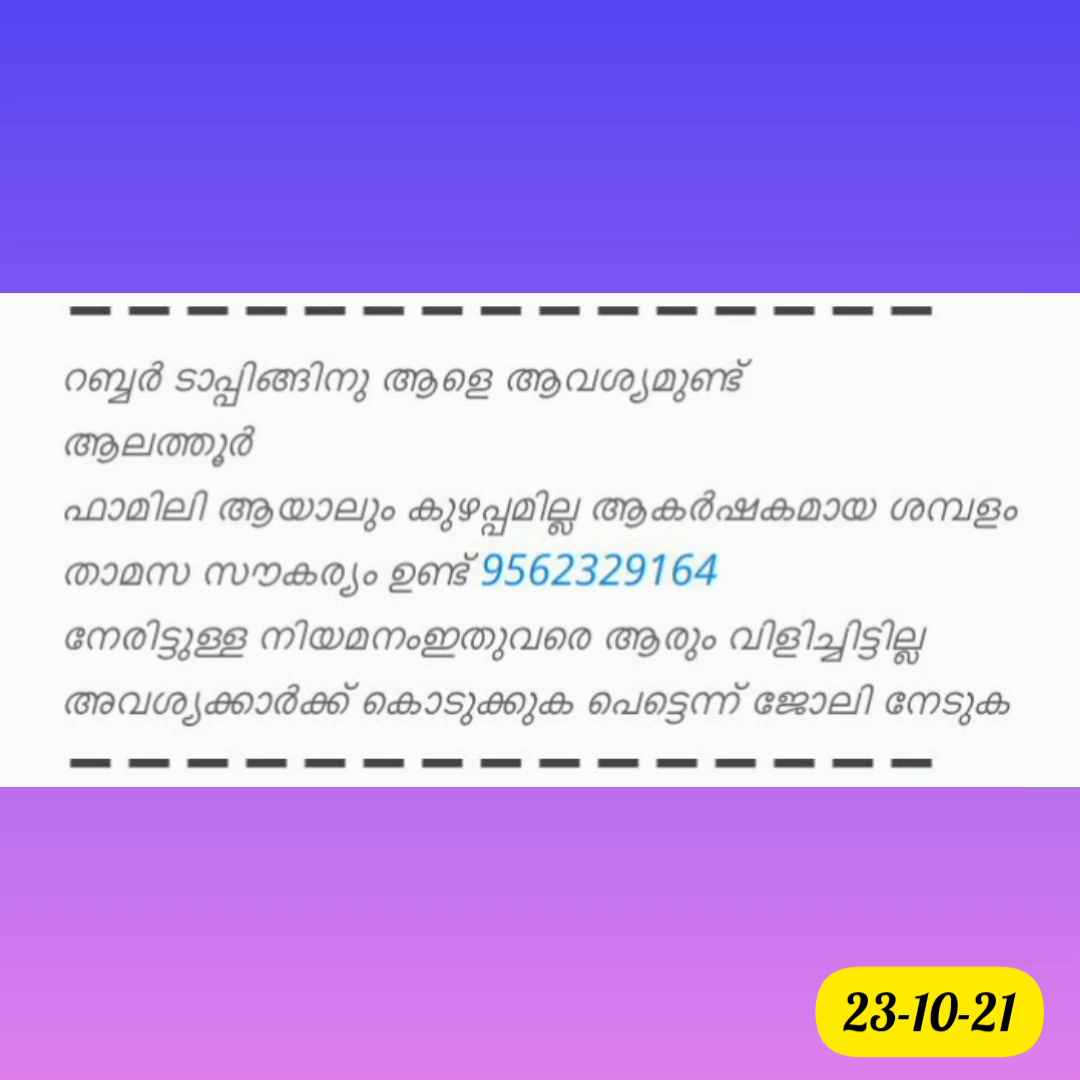 റബ്ബർ ടാപ്പിങ്ങിനു ആളെ ആവശ്യമുണ്ട്
ആലത്തൂർ
ഫാമിലി ആയാലും കുഴപ്പമില്ല ആകർഷകമായ ശമ്പളം
താമസ സൗകര്യം ഉണ്ട് 9562329164
നേരിട്ടുള്ള നിയമനംഇതുവരെ ആരും വിളിച്ചിട്ടില്ല
അവശ്യക്കാർക്ക് കൊടുക്കുക പെട്ടെന്ന് ജോലി നേടുക
23-10-21